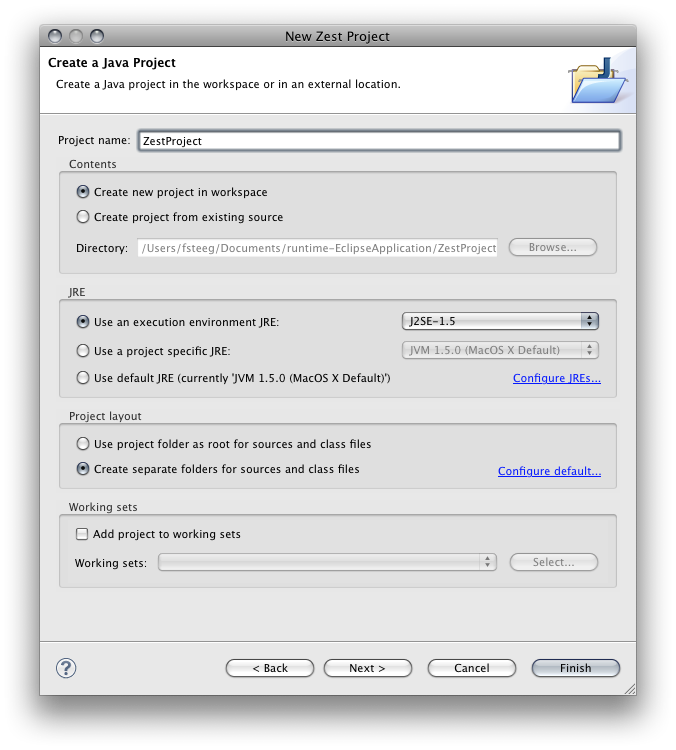 New Zest Project
Create a Java Project
Create a Java project in the workspace or in an external location.
Project name: ZestProject
Contents
Create new project in workspace
Create project from existing source
Directory: /Users/fsteeg/Documents/runtime-EclipseApplication/ZestProject Browse...
JRE
Use an execution environment JRE: J2SE-1.5
Use a project specific JRE: JVM 1.5.0 (MacOS X Default)
Use default JRE (currently 'JVM 1.5.0 (MacOS X Default)') Configure JREs...
Project layout
Use project folder as root for sources and class files
Create separate folders for sources and class files Configure default...
Working sets
Add project to working sets
Working sets: Select...
? < Back Next > Cancel Finish